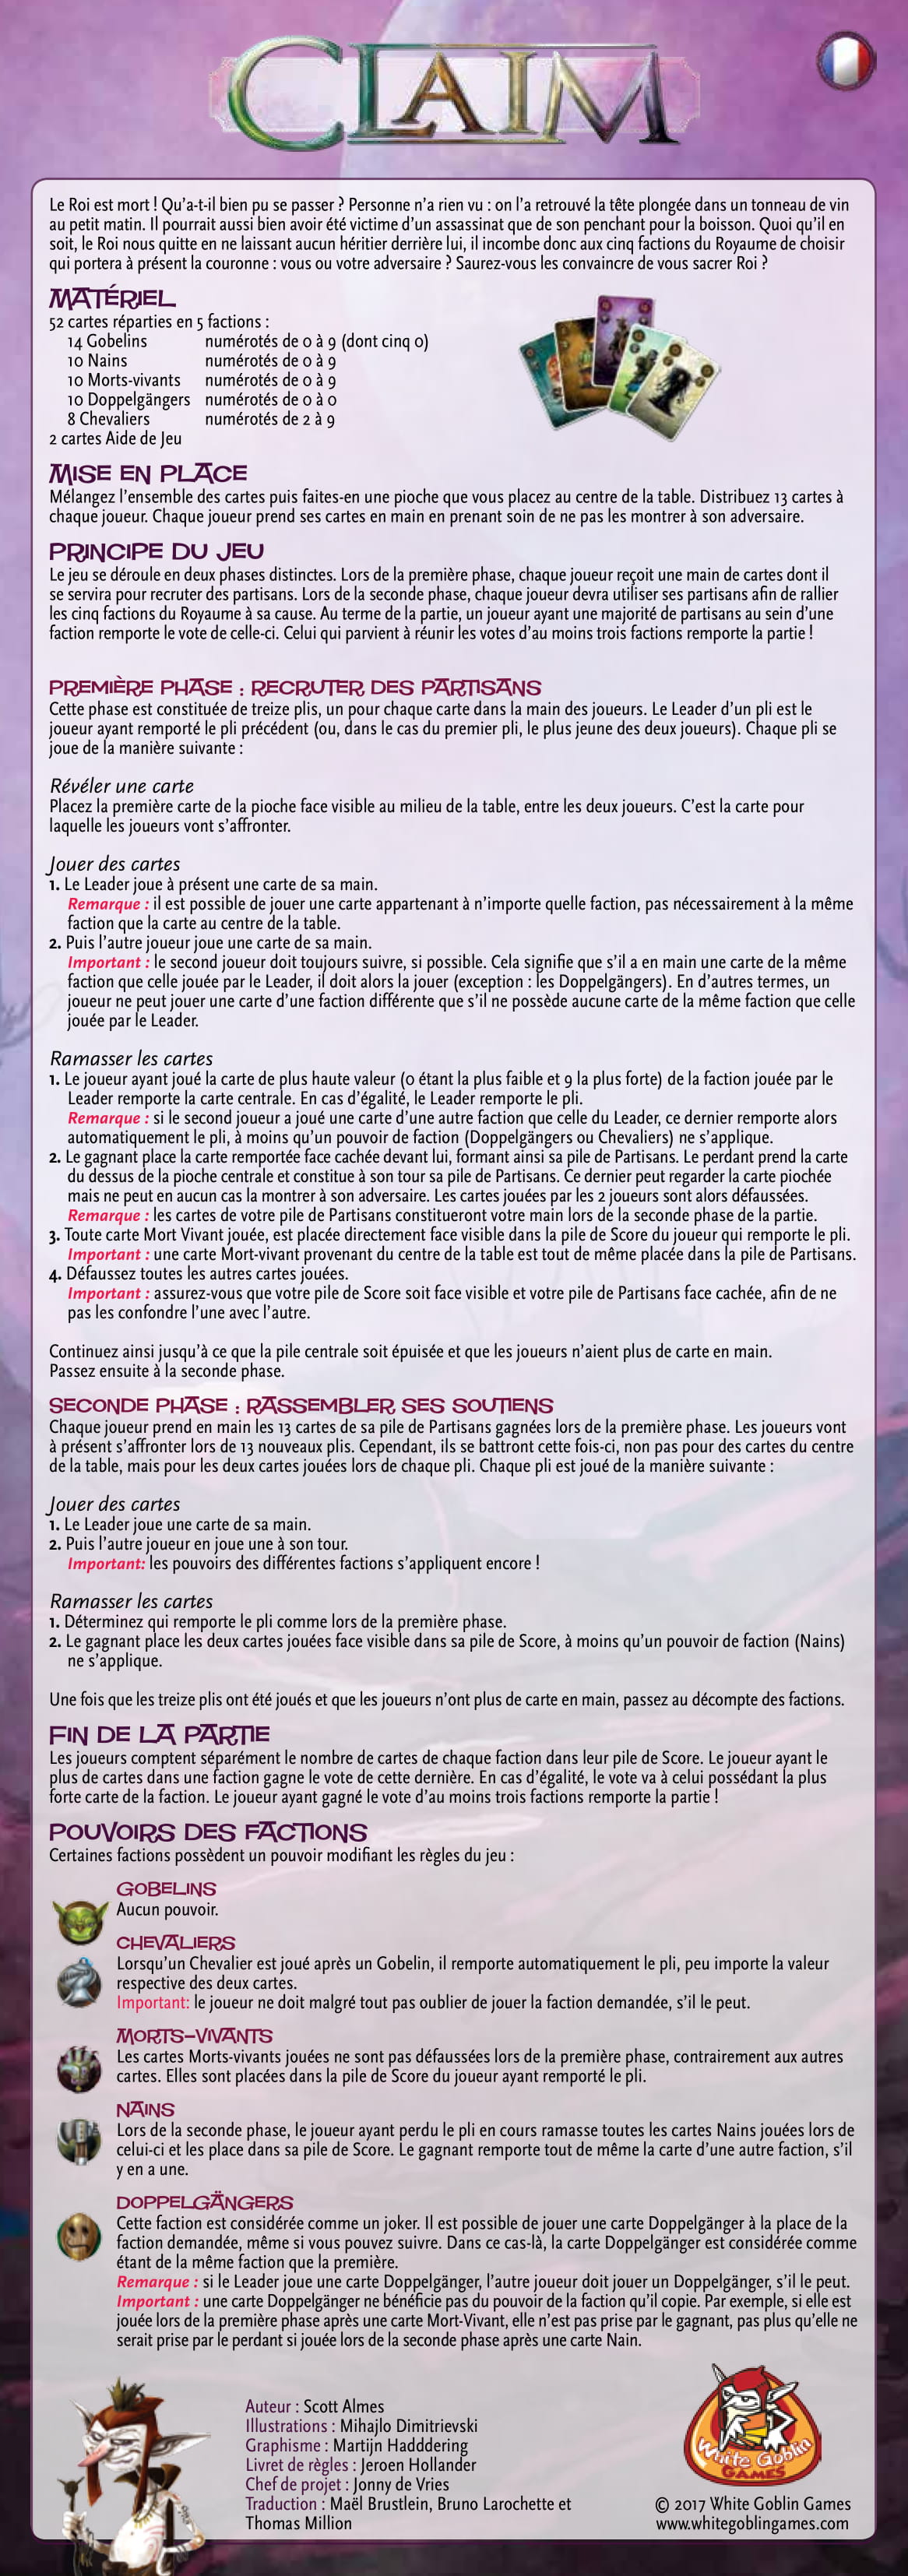 CLAIM
Le Roi est mort ! Qu'a-t-il bien pu se passer ? Personne n'a rien vu : on l'a retrouvé la tête plongée dans un tonneau de vin
au petit matin. Il pourrait aussi bien avoir été victime d'un assassinat que de son penchant pour la boisson. Quoi qu'il en
soit, le Roi nous quitte en ne laissant aucun héritier derrière lui, il incombe donc aux cinq factions du Royaume de choisir
qui portera à présent la couronne : vous ou votre adversaire ? Saurez-vous les convaincre de vous sacrer Roi ?
MATÉRIEL
52 cartes réparties en 5 factions :
14 Gobelins numérotés de 0 à 9 (dont cinq 0)
10 Nains numérotés de 0 à 9
10 Morts-vivants numérotés de 0 à 9
10 Doppelgängers numérotés de 0 à 0
8 Chevaliers numérotés de 2 à 9
2 cartes Aide de Jeu
MISE EN PLACE
Mélangez l'ensemble des cartes puis faites-en une pioche que vous placez au centre de la table. Distribuez 13 cartes à
chaque joueur. Chaque joueur prend ses cartes en main en prenant soin de ne pas les montrer à son adversaire.
PRINCIPE DU JEU
Le jeu se déroule en deux phases distinctes. Lors de la première phase, chaque joueur reçoit une main de cartes dont il
se servira pour recruter des partisans. Lors de la seconde phase, chaque joueur devra utiliser ses partisans afin de rallier
les cinq factions du Royaume à sa cause. Au terme de la partie, un joueur ayant une majorité de partisans au sein d'une
faction remporte le vote de celle-ci. Celui qui parvient à réunir les votes d'au moins trois factions remporte la partie !
PREMIÈRE PHASE : RECRUTER DES PARTISANS
Cette phase est constituée de treize plis, un pour chaque carte dans la main des joueurs. Le Leader d'un pli est le
joueur ayant remporté le pli précédent (ou, dans le cas du premier pli, le plus jeune des deux joueurs). Chaque pli se
joue de la manière suivante :
Révéler une carte
Placez la première carte de la pioche face visible au milieu de la table, entre les deux joueurs. C'est la carte pour
laquelle les joueurs vont s'affronter.
Jouer des cartes
1. Le Leader joue à présent une carte de sa main.
Remarque : il est possible de jouer une carte appartenant à n'importe quelle faction, pas nécessairement à la même
faction que la carte au centre de la table.
2. Puis l'autre joueur joue une carte de sa main.
Important : le second joueur doit toujours suivre, si possible. Cela signifie que s'il a en main une carte de la même
faction que celle jouée par le Leader, il doit alors la jouer (exception : les Doppelgängers). En d'autres termes, un
joueur ne peut jouer une carte d'une faction différente que s'il ne possède aucune carte de la même faction que celle
jouée par le Leader.
Ramasser les cartes
1. Le joueur ayant joué la carte de plus haute valeur (0 étant la plus faible et 9 la plus forte) de la faction jouée par le
Leader remporte la carte centrale. En cas d'égalité, le Leader remporte le pli.
Remarque : si le second joueur a joué une carte d'une autre faction que celle du Leader, ce dernier remporte alors
automatiquement le pli, à moins qu'un pouvoir de faction (Doppelgängers ou Chevaliers) ne s'applique.
2. Le gagnant place la carte remportée face cachée devant lui, formant ainsi sa pile de Partisans. Le perdant prend la carte
du dessus de la pioche centrale et constitue à son tour sa pile de Partisans. Ce dernier peut regarder la carte piochée
mais ne peut en aucun cas la montrer à son adversaire. Les cartes jouées par les 2 joueurs sont alors défaussées.
Remarque : les cartes de votre pile de Partisans constitueront votre main lors de la seconde phase de la partie.
3. Toute carte Mort Vivant jouée, est placée directement face visible dans la pile de Score du joueur qui remporte le pli.
Important : une carte Mort-vivant provenant du centre de la table est tout de même placée dans la pile de Partisans.
4. Défaussez toutes les autres cartes jouées.
Important : assurez-vous que votre pile de Score soit face visible et votre pile de Partisans face cachée, afin de ne
pas les confondre l'une avec l'autre.
Continuez ainsi jusqu'à ce que la pile centrale soit épuisée et que les joueurs n'aient plus de carte en main.
Passez ensuite à la seconde phase.
SECONDE PHASE : RASSEMBLER SES SOUTIENS
Chaque joueur prend en main les 13 cartes de sa pile de Partisans gagnées lors de la première phase. Les joueurs vont
à présent s'affronter lors de 13 nouveaux plis. Cependant, ils se battront cette fois-ci, non pas pour des cartes du centre
de la table, mais pour les deux cartes jouées lors de chaque pli. Chaque pli est joué de la manière suivante :
Jouer des cartes
1. Le Leader joue une carte de sa main.
2. Puis l'autre joueur en joue une à son tour.
Important: les pouvoirs des différentes factions s'appliquent encore !
Ramasser les cartes
1. Déterminez qui remporte le pli comme lors de la première phase.
2. Le gagnant place les deux cartes jouées face visible dans sa pile de Score, à moins qu'un pouvoir de faction (Nains)
ne s'applique.
Une fois que les treize plis ont été joués et que les joueurs n'ont plus de carte en main, passez au décompte des factions.
FIN DE LA PARTIE
Les joueurs comptent séparément le nombre de cartes de chaque faction dans leur pile de Score. Le joueur ayant le
plus de cartes dans une faction gagne le vote de cette dernière. En cas d'égalité, le vote va à celui possédant la plus
forte carte de la faction. Le joueur ayant gagné le vote d'au moins trois factions remporte la partie !
POUVOIRS DES FACTIONS
Certaines factions possèdent un pouvoir modifiant les règles du jeu :
GOBELINS
Aucun pouvoir.
CHEVALIERS
Lorsqu'un Chevalier est joué après un Gobelin, il remporte automatiquement le pli, peu importe la valeur
respective des deux cartes.
Important: le joueur ne doit malgré tout pas oublier de jouer la faction demandée, s'il le peut.
MORTS-VIVANTS
Les cartes Morts-vivants jouées ne sont pas défaussées lors de la première phase, contrairement aux autres
cartes. Elles sont placées dans la pile de Score du joueur ayant remporté le pli.
NAINS
Lors de la seconde phase, le joueur ayant perdu le pli en cours ramasse toutes les cartes Nains jouées lors de
celui-ci et les place dans sa pile de Score. Le gagnant remporte tout de même la carte d'une autre faction, s'il
y en a une.
DOPPELGÄNGERS
Cette faction est considérée comme un joker. Il est possible de jouer une carte Doppelgänger à la place de la
faction demandée, même si vous pouvez suivre. Dans ce cas-là, la carte Doppelgänger est considérée comme
étant de la même faction que la première.
Remarque : si le Leader joue une carte Doppelgänger, l'autre joueur doit jouer un Doppelgänger, s'il le peut.
Important : une carte Doppelgänger ne bénéficie pas du pouvoir de la faction qu'il copie. Par exemple, si elle est
jouée lors de la première phase après une carte Mort-Vivant, elle n'est pas prise par le gagnant, pas plus qu'elle ne
serait prise par le perdant si jouée lors de la seconde phase après une carte Nain.
Auteur : Scott Almes
Illustrations : Mihajlo Dimitrievski
Graphisme : Martijn Hadddering
Livret de règles : Jeroen Hollander
Chef de projet : Jonny de Vries
Traduction : Maël Brustlein, Bruno Larochette et
Thomas Million
White Goblin
GAMES
© 2017 White Goblin Games
www.whitegoblingames.com